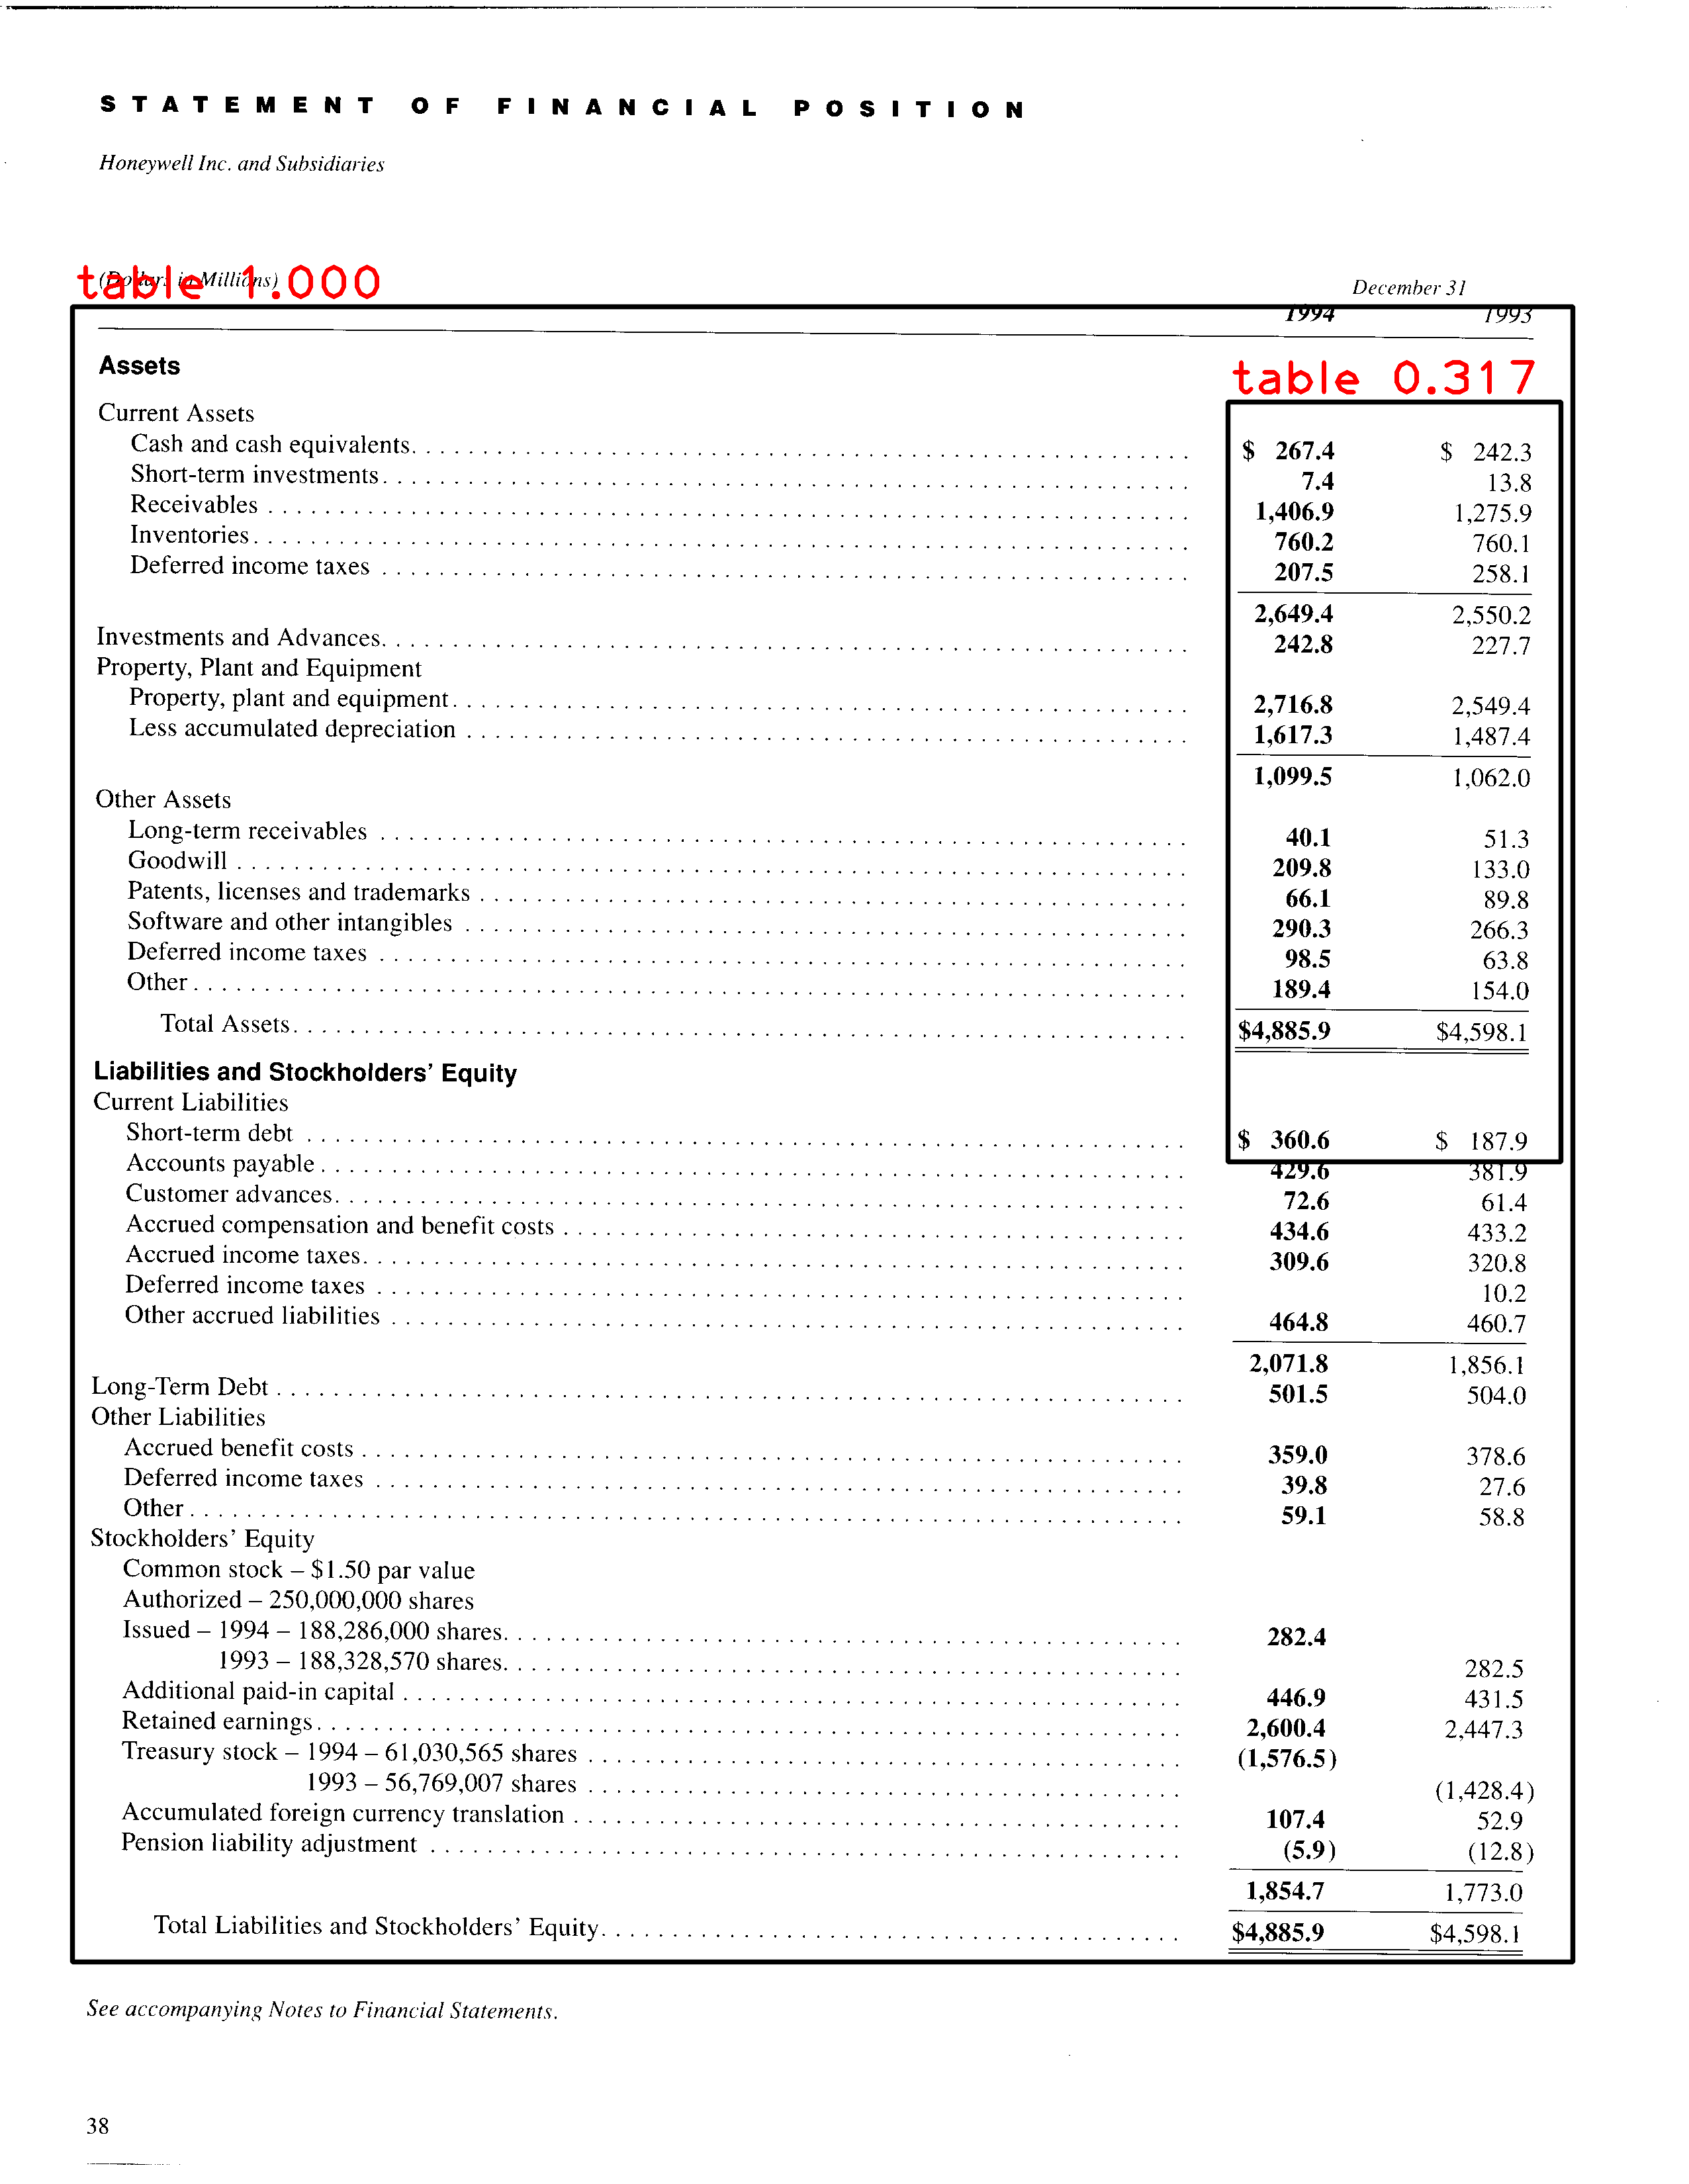 STATEMENT OF FINANCIAL POSITION
Honeywell Inc. and Subsidiaries
(Dollars in Millions) December 31
table 1.000
1994 1993
Assets
table 0.317
Current Assets
Cash and cash equivalents $ 267.4 $ 242.3
Short-term investments 7.4 13.8
Receivables 1,406.9 1,275.9
Inventories 760.2 760.1
Deferred income taxes 207.5 258.1
2,649.4 2,550.2
Investments and Advances 242.8 227.7
Property, Plant and Equipment
Property, plant and equipment 2,716.8 2,549.4
Less accumulated depreciation 1,617.3 1,487.4
1,099.5 1,062.0
Other Assets
Long-term receivables 40.1 51.3
Goodwill 209.8 133.0
Patents, licenses and trademarks 66.1 89.8
Software and other intangibles 290.3 266.3
Deferred income taxes 98.5 63.8
Other 189.4 154.0
Total Assets $4,885.9 $4,598.1
Liabilities and Stockholders' Equity
Current Liabilities
Short-term debt $ 360.6 $ 187.9
Accounts payable 429.6 381.9
Customer advances 72.6 61.4
Accrued compensation and benefit costs 434.6 433.2
Accrued income taxes 309.6 320.8
Deferred income taxes 10.2
Other accrued liabilities 464.8 460.7
2,071.8 1,856.1
Long-Term Debt 501.5 504.0
Other Liabilities
Accrued benefit costs 359.0 378.6
Deferred income taxes 39.8 27.6
Other 59.1 58.8
Stockholders' Equity
Common stock – $1.50 par value
Authorized – 250,000,000 shares
Issued – 1994 – 188,286,000 shares 282.4
1993 – 188,328,570 shares 282.5
Additional paid-in capital 446.9 431.5
Retained earnings 2,600.4 2,447.3
Treasury stock – 1994 – 61,030,565 shares (1,576.5)
1993 – 56,769,007 shares (1,428.4)
Accumulated foreign currency translation 107.4 52.9
Pension liability adjustment (5.9) (12.8)
1,854.7 1,773.0
Total Liabilities and Stockholders' Equity $4,885.9 $4,598.1
See accompanying Notes to Financial Statements.
38